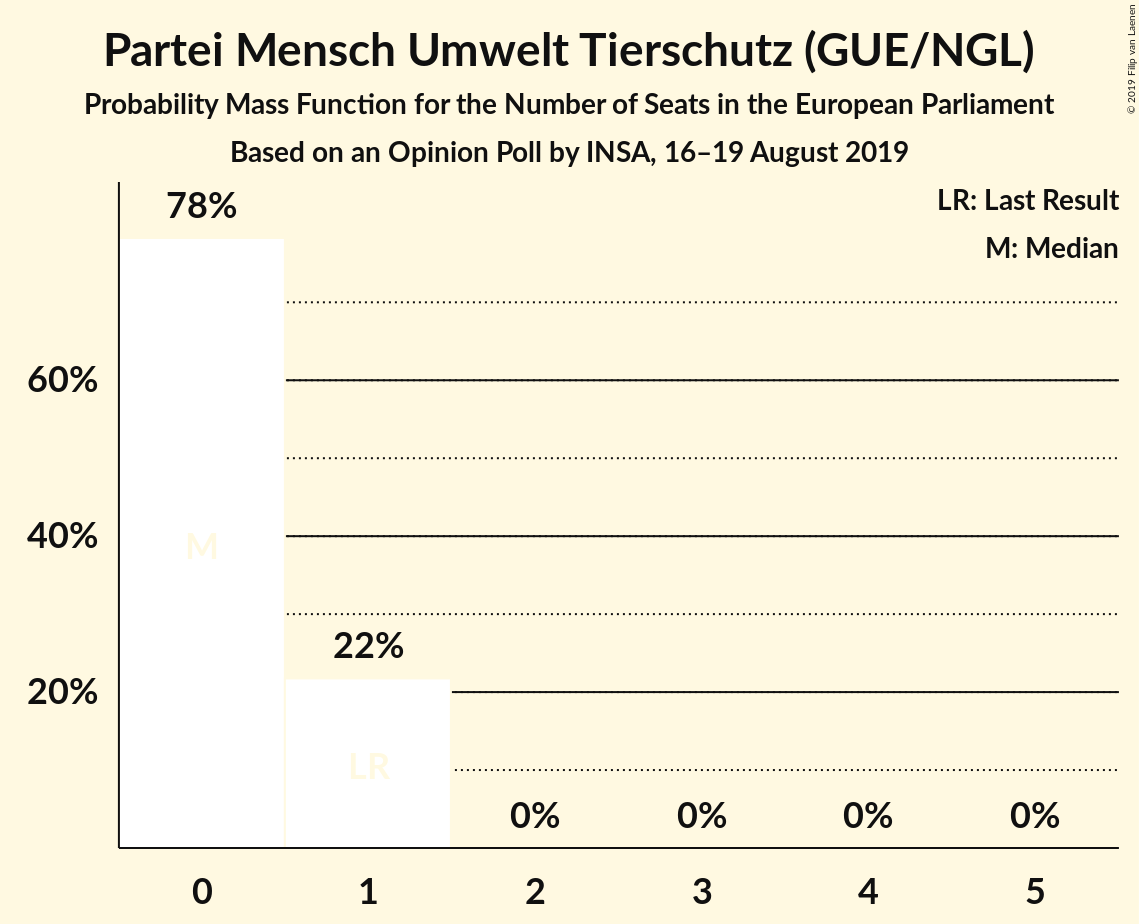 Partei Mensch Umwelt Tierschutz (GUE/NGL)
Probability Mass Function for the Number of Seats in the European Parliament
Based on an Opinion Poll by INSA, 16–19 August 2019
© 2019 Filip van Laenen
LR: Last Result
M: Median
78%
60%
40%
M
22%
20%
LR
0% 0% 0% 0%
0 1 2 3 4 5